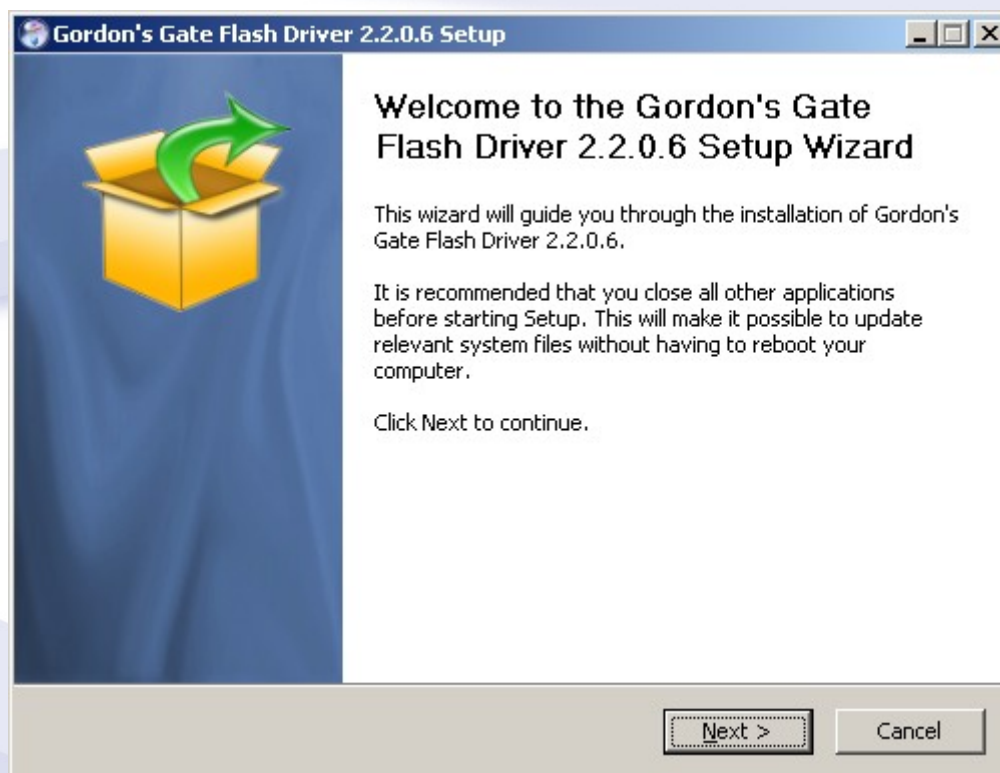 Gordon's Gate Flash Driver 2.2.0.6 Setup
Welcome to the Gordon's Gate
Flash Driver 2.2.0.6 Setup Wizard
This wizard will guide you through the installation of Gordon's
Gate Flash Driver 2.2.0.6.
It is recommended that you close all other applications
before starting Setup. This will make it possible to update
relevant system files without having to reboot your
computer.
Click Next to continue.
Next >
Cancel